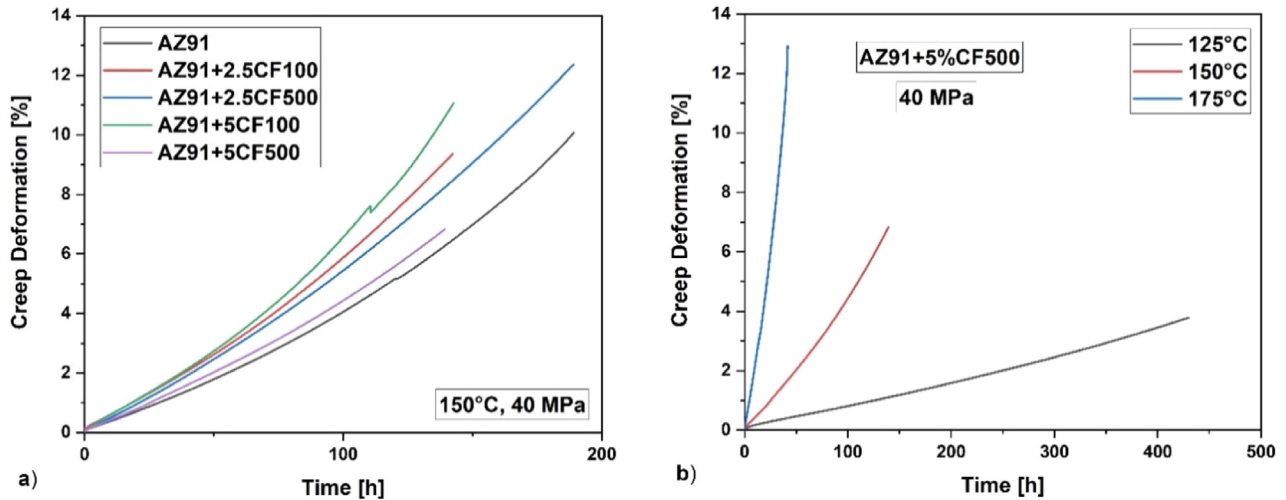 14
12
10
8
6
4
2
0
Creep Deformation [%]
AZ91
AZ91+2.5CF100
AZ91+2.5CF500
AZ91+5CF100
AZ91+5CF500
150°C, 40 MPa
0
100
200
Time [h]
a)
14
12
10
8
6
4
2
0
Creep Deformation [%]
AZ91+5%CF500
40 MPa
125°C
150°C
175°C
0
100
200
300
400
500
Time [h]
b)